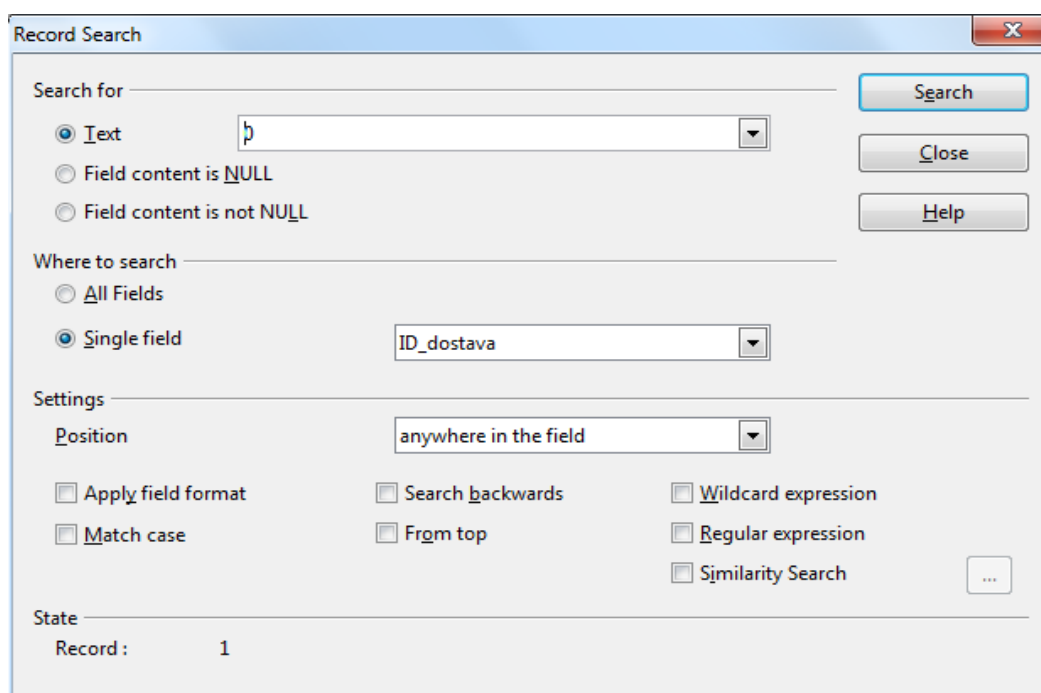 Record Search
Search for
Search
Text
0
Close
Field content is NULL
Field content is not NULL
Help
Where to search
All Fields
Single field
ID_dostava
Settings
Position
anywhere in the field
Apply field format
Search backwards
Wildcard expression
Match case
From top
Regular expression
Similarity Search
...
State
Record :
1